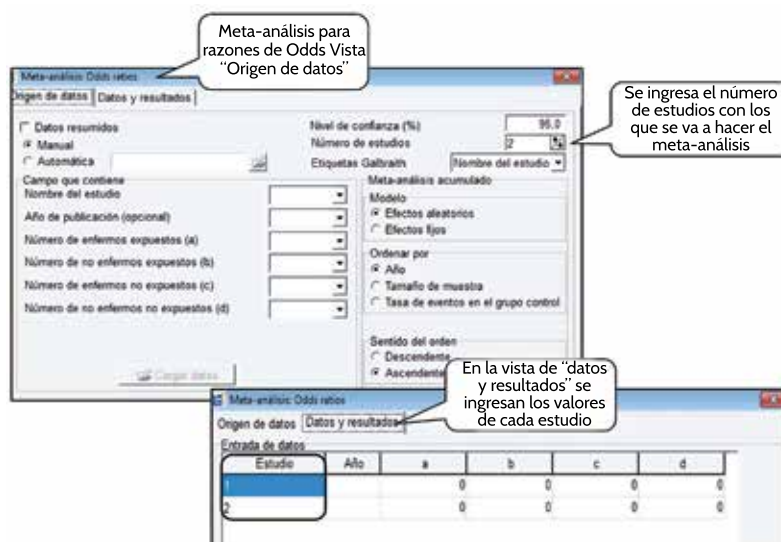 Meta-análisis para
razones de Odds Vista
“Origen de datos”
Meta-análisis: Odds ratios
Origen de datos
Datos y resultados
Se ingresa el número
de estudios con los
que se va a hacer el
meta-análisis
Datos resumidos
Manual
Automática
Nivel de confianza (%) 95.0
Número de estudios 2
Etiquetas Galbraith Nombre del estudio
Campo que contiene
Nombre del estudio
Año de publicación (opcional)
Número de enfermos expuestos (a)
Número de no enfermos expuestos (b)
Número de enfermos no expuestos (c)
Número de no enfermos no expuestos (d)
Cargar datos
Meta-análisis acumulado
Modelo
Efectos aleatorios
Efectos fijos
Ordenar por
Año
Tamaño de muestra
Tasa de eventos en el grupo control
Sentido del orden
Descendente
Ascendente
En la vista de “datos
y resultados” se
ingresan los valores
de cada estudio
Meta-análisis: Odds ratios
Origen de datos Datos y resultados
Entrada de datos
Estudio Año a b c d
1 0 0 0 0
2 0 0 0 0